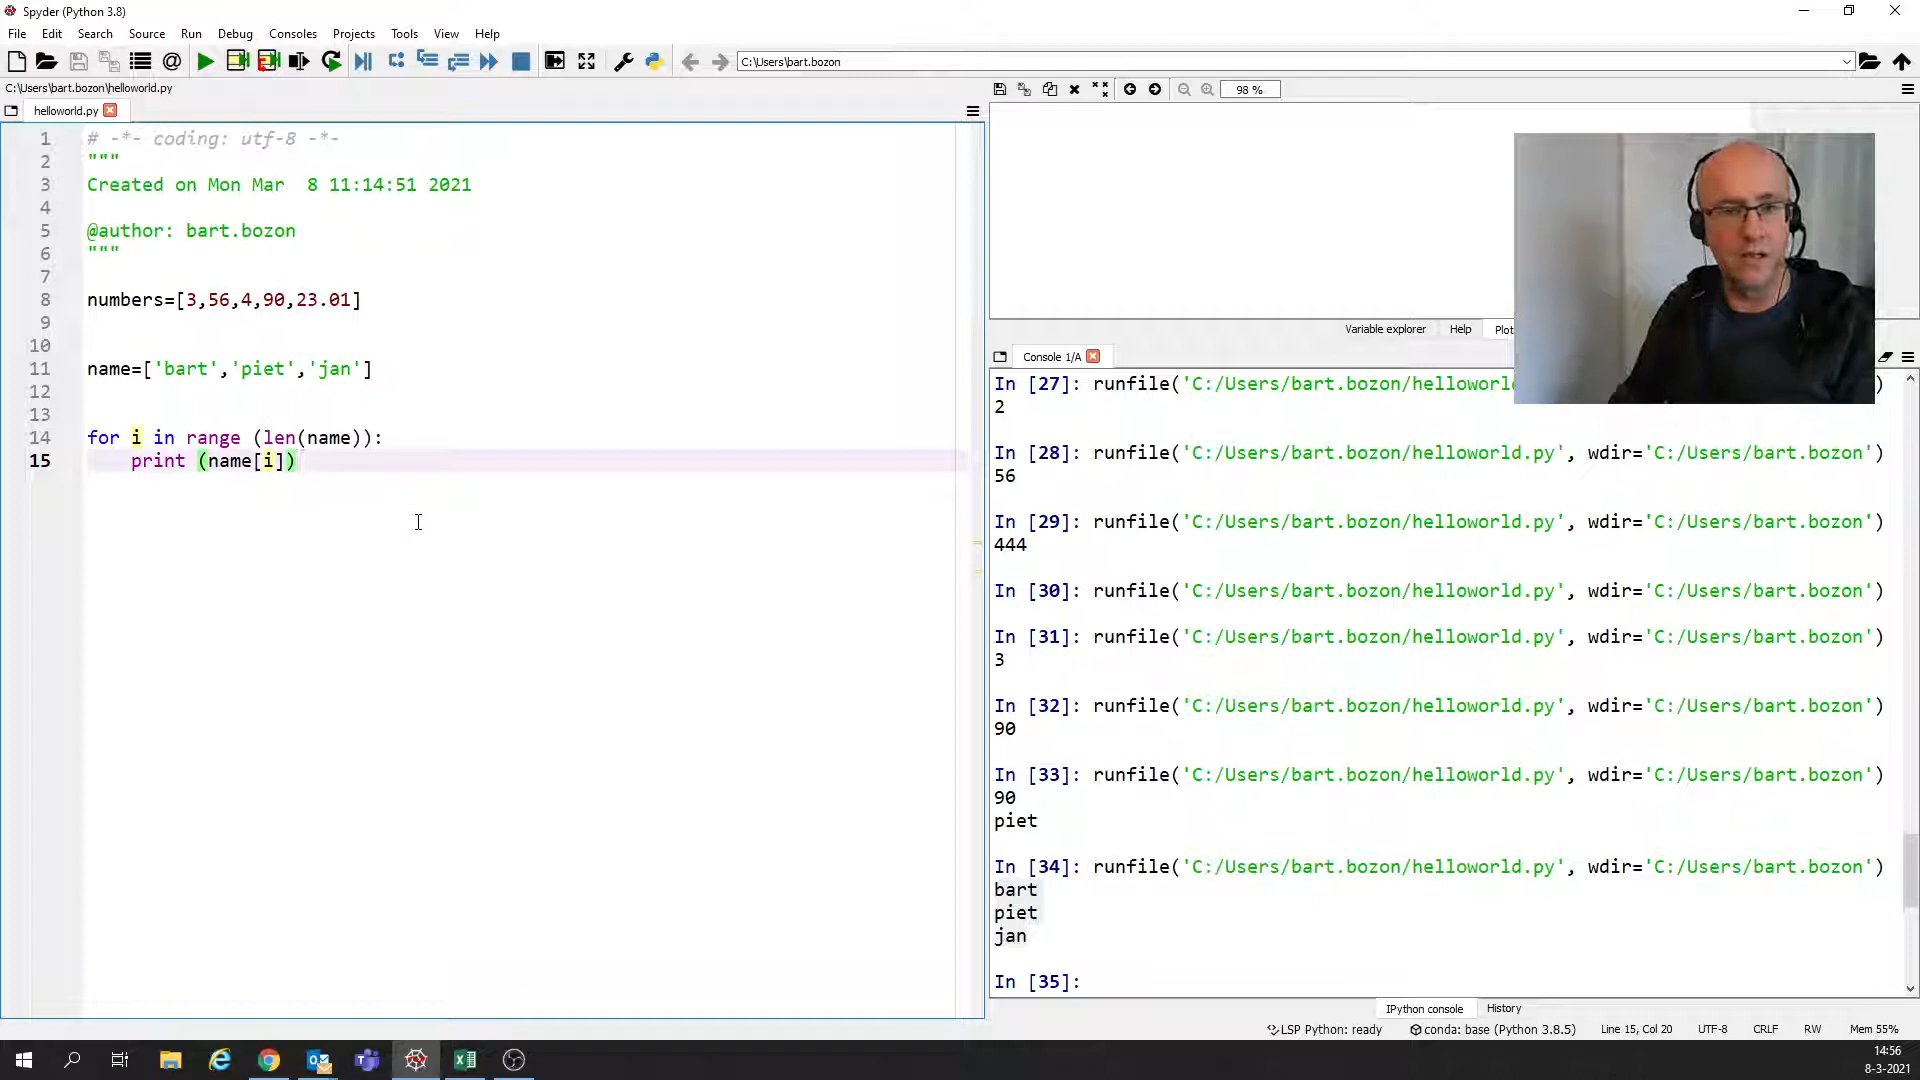 Spyder (Python 3.8)
File Edit Search Source Run Debug Consoles Projects Tools View Help
C:\Users\bart.bozon
C:\Users\bart.bozon\helloworld.py
helloworld.py
1 # -*- coding: utf-8 -*-
2 """
3 Created on Mon Mar  8 11:14:51 2021
4
5 @author: bart.bozon
6 """
7
8 numbers=[3,56,4,90,23.01]
9
10
11 name=['bart','piet','jan']
12
13
14 for i in range (len(name)):
15     print (name[i])
98 %
Variable explorer Help Plot
Console 1/A
In [27]: runfile('C:/Users/bart.bozon/helloworl
2
In [28]: runfile('C:/Users/bart.bozon/helloworld.py', wdir='C:/Users/bart.bozon')
56
In [29]: runfile('C:/Users/bart.bozon/helloworld.py', wdir='C:/Users/bart.bozon')
444
In [30]: runfile('C:/Users/bart.bozon/helloworld.py', wdir='C:/Users/bart.bozon')
In [31]: runfile('C:/Users/bart.bozon/helloworld.py', wdir='C:/Users/bart.bozon')
3
In [32]: runfile('C:/Users/bart.bozon/helloworld.py', wdir='C:/Users/bart.bozon')
90
In [33]: runfile('C:/Users/bart.bozon/helloworld.py', wdir='C:/Users/bart.bozon')
90
piet
In [34]: runfile('C:/Users/bart.bozon/helloworld.py', wdir='C:/Users/bart.bozon')
bart
piet
jan
In [35]:
IPython console History
LSP Python: ready conda: base (Python 3.8.5) Line 15, Col 20 UTF-8 CRLF RW Mem 55%
14:56
8-3-2021